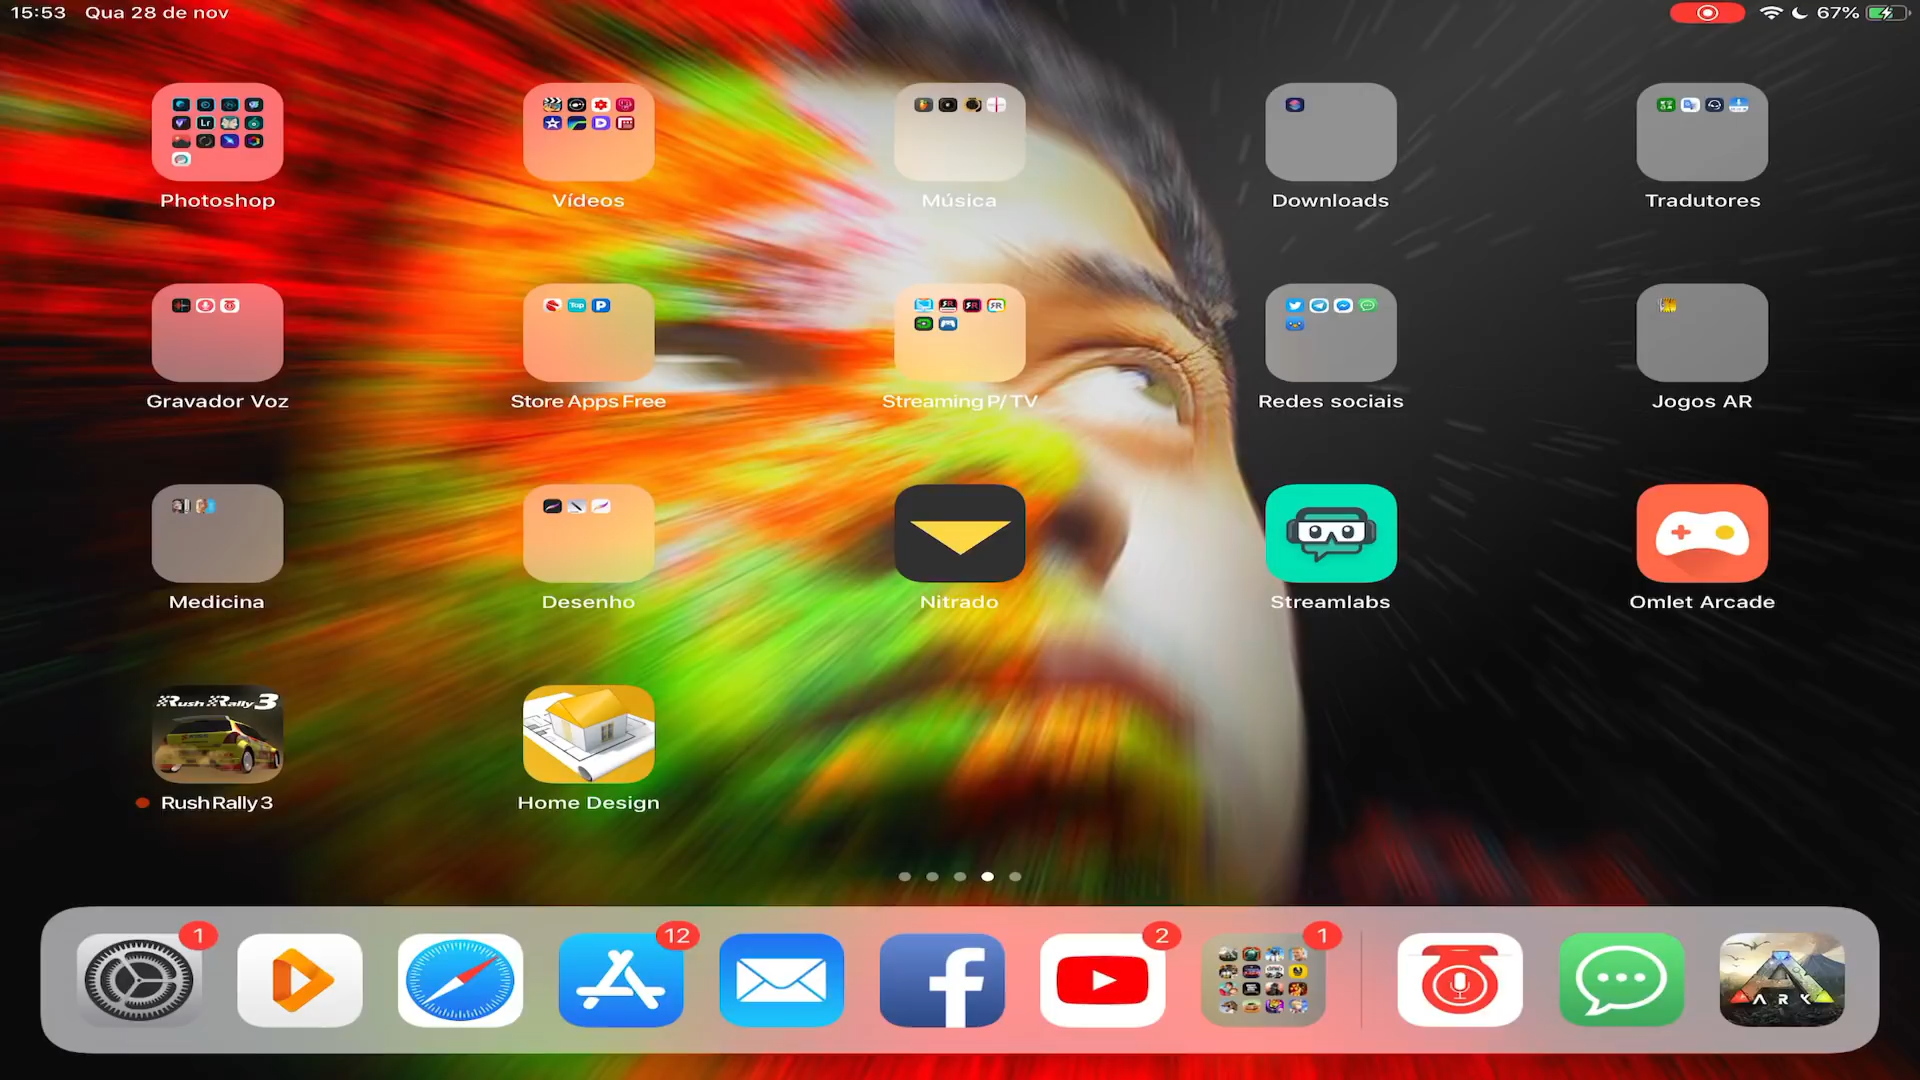 15:53 Qua 28 de nov
67%
Lr
Photoshop
Vídeos
Música
Downloads
Tradutores
Top
Gravador Voz
Store Apps Free
Streaming P/ TV
Redes sociais
Jogos AR
Medicina
Desenho
Nitrado
Streamlabs
Omlet Arcade
Rush Rally 3
Rush Rally 3
Home Design
1
12
2
1
ARK